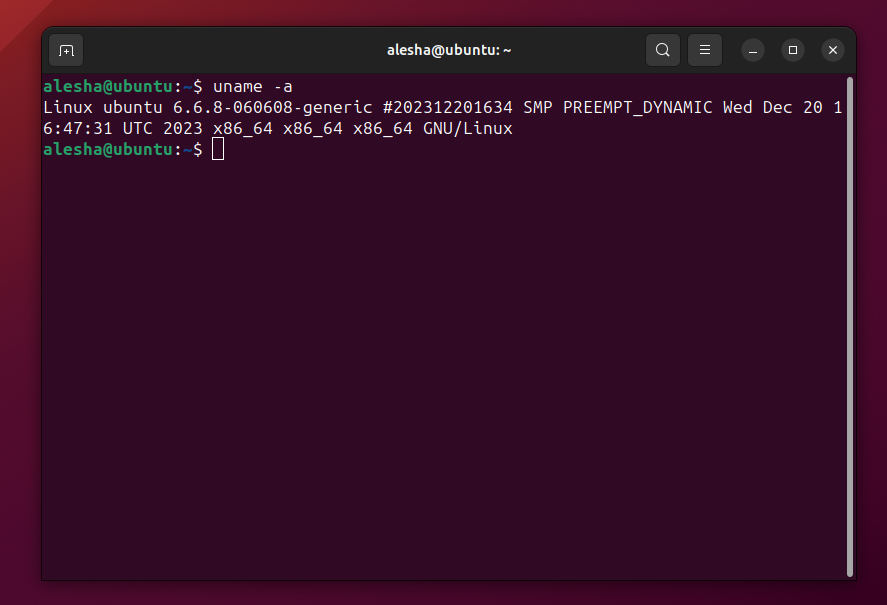 alesha@ubuntu: ~
alesha@ubuntu:~$ uname -a
Linux ubuntu 6.6.8-060608-generic #202312201634 SMP PREEMPT_DYNAMIC Wed Dec 20 1
6:47:31 UTC 2023 x86_64 x86_64 x86_64 GNU/Linux
alesha@ubuntu:~$